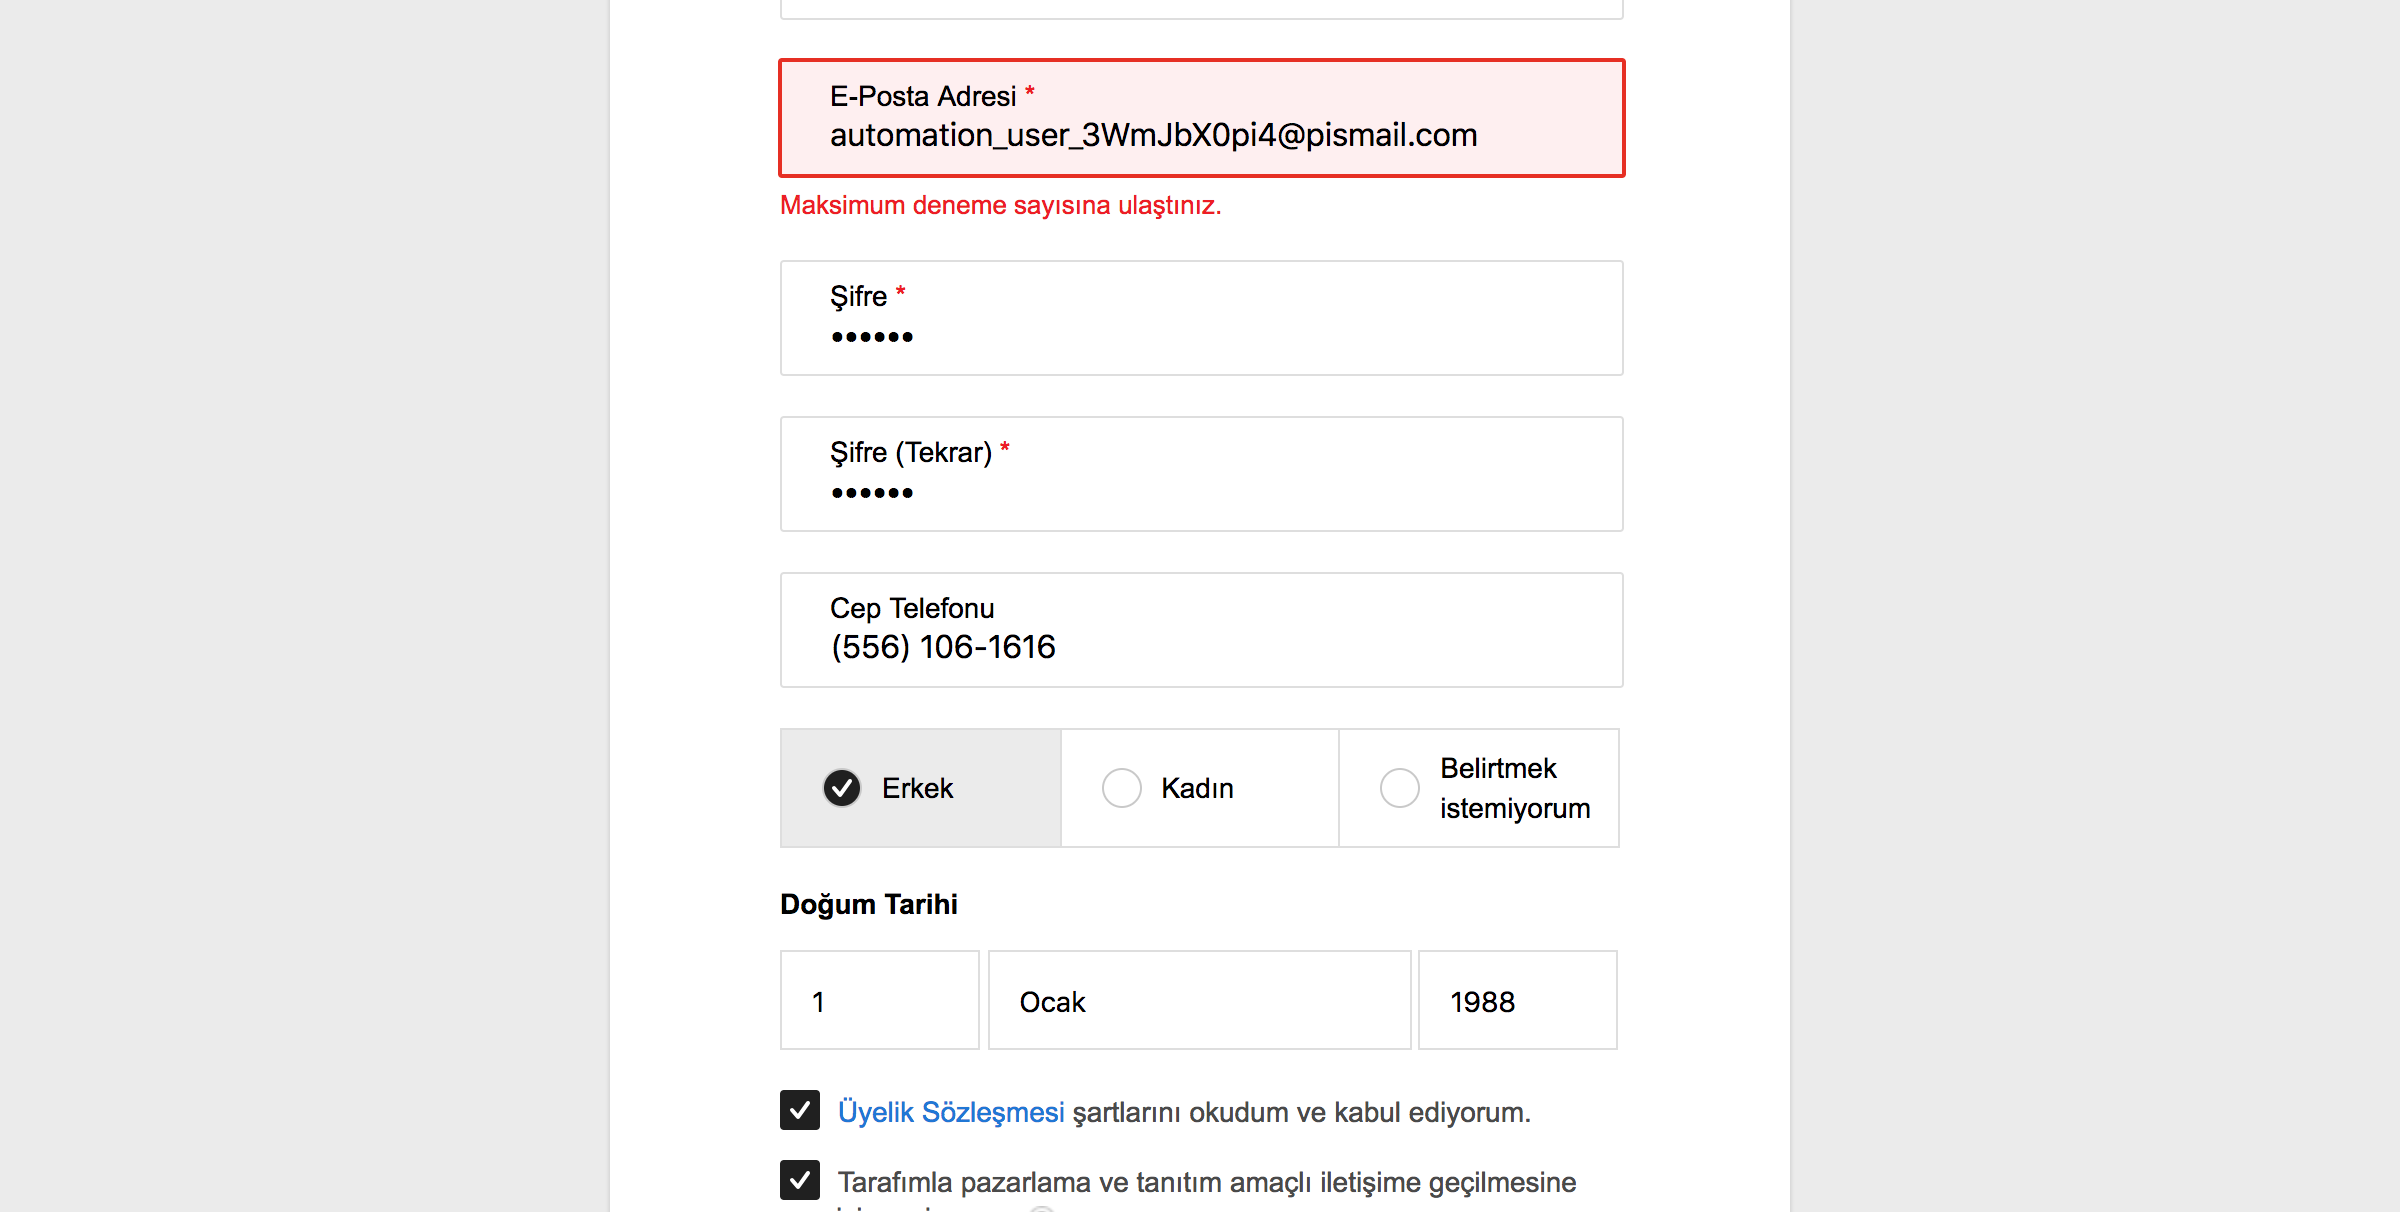 E-Posta Adresi *
automation_user_3WmJbX0pi4@pismail.com
Maksimum deneme sayısına ulaştınız.
Şifre *
••••••
Şifre (Tekrar) *
••••••
Cep Telefonu
(556) 106-1616
Erkek
Kadın
Belirtmek
istemiyorum
Doğum Tarihi
1
Ocak
1988
Üyelik Sözleşmesi şartlarını okudum ve kabul ediyorum.
Tarafımla pazarlama ve tanıtım amaçlı iletişime geçilmesine